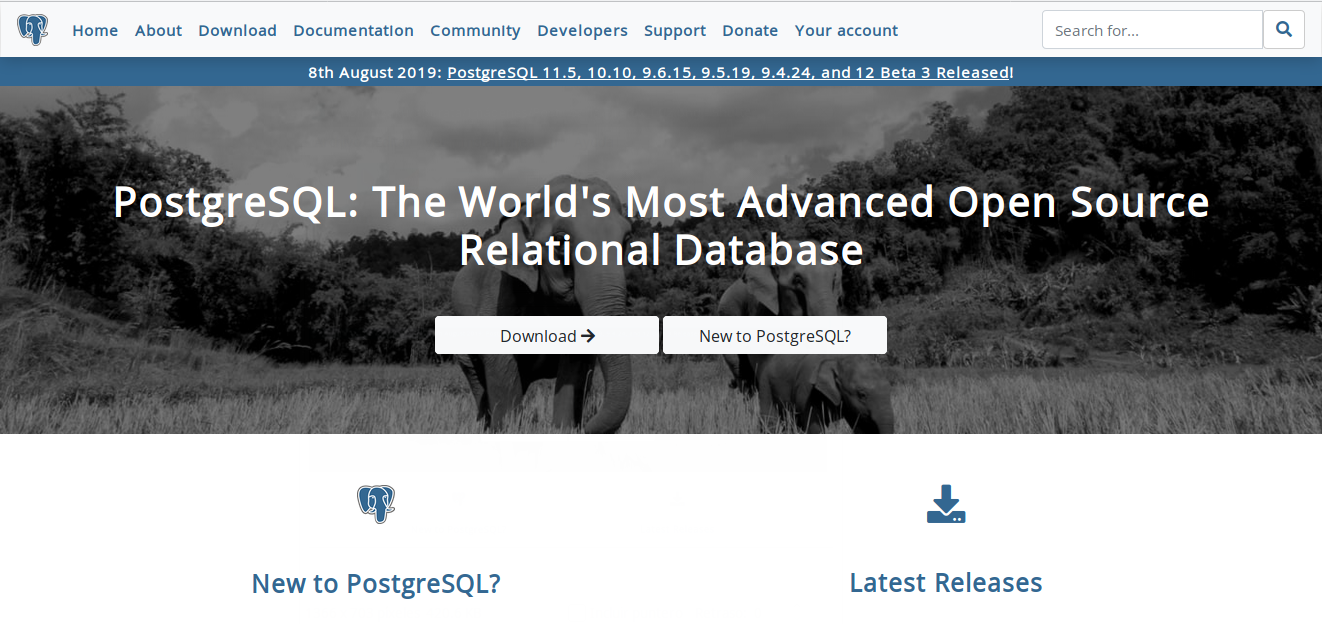 Home About Download Documentation Community Developers Support Donate Your account Search for...
8th August 2019: PostgreSQL 11.5, 10.10, 9.6.15, 9.5.19, 9.4.24, and 12 Beta 3 Released!
PostgreSQL: The World's Most Advanced Open Source
Relational Database
Download New to PostgreSQL?
New to PostgreSQL? Latest Releases